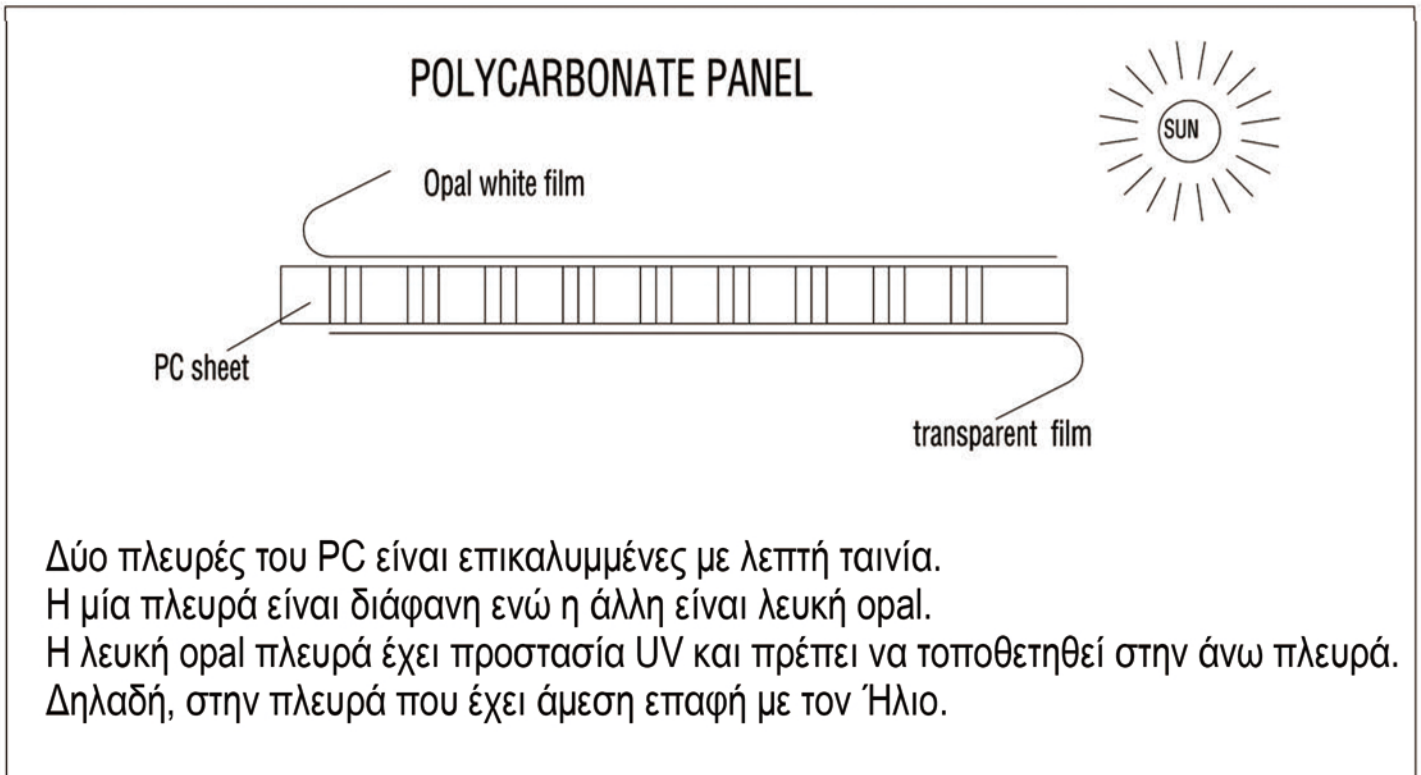 POLYCARBONATE PANEL
SUN
Opal white film
PC sheet
transparent film
Δύο πλευρές του PC είναι επικαλυμμένες με λεπτή ταινία.
Η μία πλευρά είναι διάφανη ενώ η άλλη είναι λευκή opal.
Η λευκή opal πλευρά έχει προστασία UV και πρέπει να τοποθετηθεί στην άνω πλευρά.
Δηλαδή, στην πλευρά που έχει άμεση επαφή με τον Ήλιο.